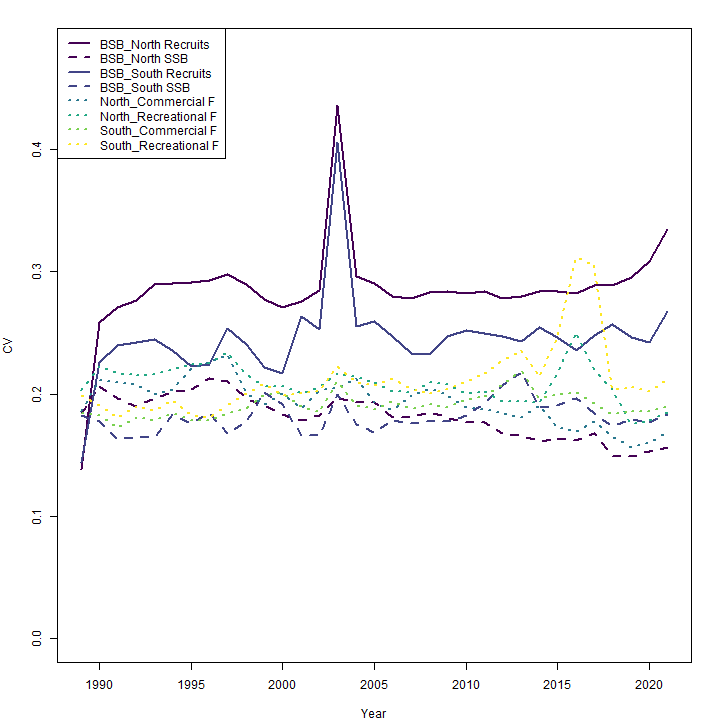 BSB_North Recruits
BSB_North SSB
BSB_South Recruits
BSB_South SSB
North_Commercial F
North_Recreational F
South_Commercial F
South_Recreational F
CV
0.4
0.3
0.2
0.1
0.0
1990 1995 2000 2005 2010 2015 2020
Year